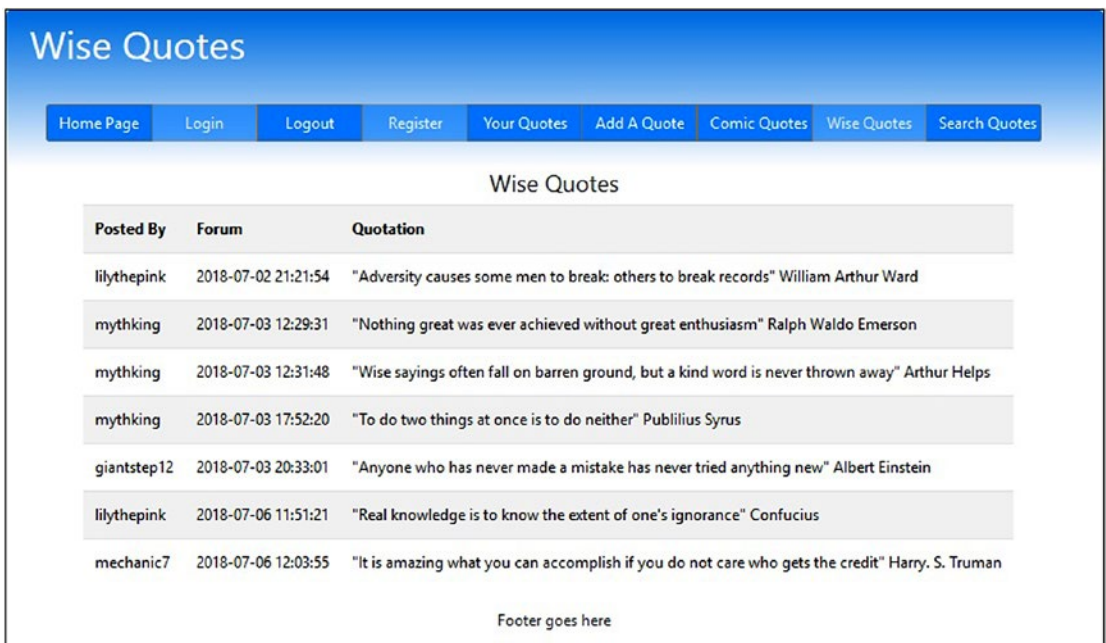 Wise Quotes
Home Page Login Logout Register Your Quotes Add A Quote Comic Quotes Wise Quotes Search Quotes
Wise Quotes
Posted By Forum Quotation
lilythepink 2018-07-02 21:21:54 "Adversity causes some men to break: others to break records" William Arthur Ward
mythking 2018-07-03 12:29:31 "Nothing great was ever achieved without great enthusiasm" Ralph Waldo Emerson
mythking 2018-07-03 12:31:48 "Wise sayings often fall on barren ground, but a kind word is never thrown away" Arthur Helps
mythking 2018-07-03 17:52:20 "To do two things at once is to do neither" Publilius Syrus
giantstep12 2018-07-03 20:33:01 "Anyone who has never made a mistake has never tried anything new" Albert Einstein
lilythepink 2018-07-06 11:51:21 "Real knowledge is to know the extent of one's ignorance" Confucius
mechanic7 2018-07-06 12:03:55 "It is amazing what you can accomplish if you do not care who gets the credit" Harry. S. Truman
Footer goes here